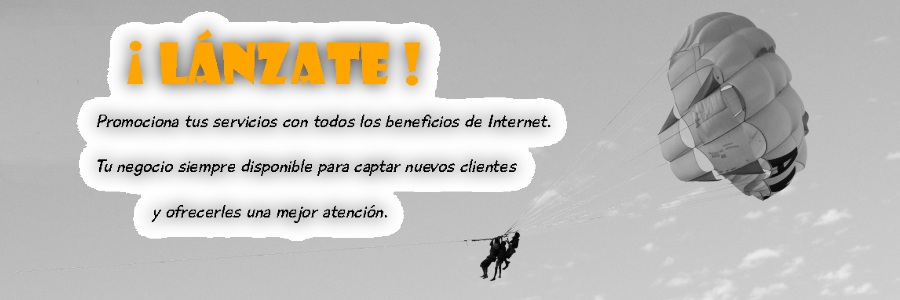 ¡ LÁNZATE !
Promociona tus servicios con todos los beneficios de Internet.
Tu negocio siempre disponible para captar nuevos clientes
y ofrecerles una mejor atención.